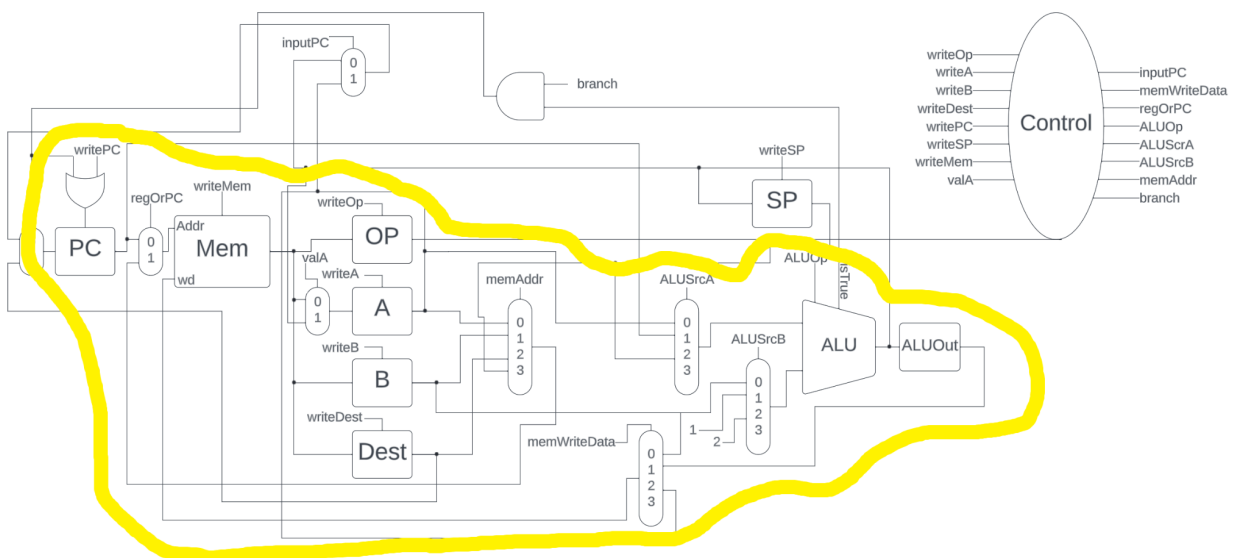 inputPC
0
1
branch
writeOp
writeA
writeB
writeDest
writePC
writeSP
writeMem
valA
Control
inputPC
memWriteData
regOrPC
ALUOp
ALUScrA
ALUSrcB
memAddr
branch
writePC
regOrPC
0
1
PC
writeMem
Addr
Mem
wd
writeOp
OP
valA
0
1
writeA
A
writeB
B
writeDest
Dest
memAddr
0
1
2
3
writeSP
SP
ALUSrcA
0
1
2
3
ALUOp
isTrue
ALU
ALUOut
ALUSrcB
0
1
2
3
1
2
memWriteData
0
1
2
3